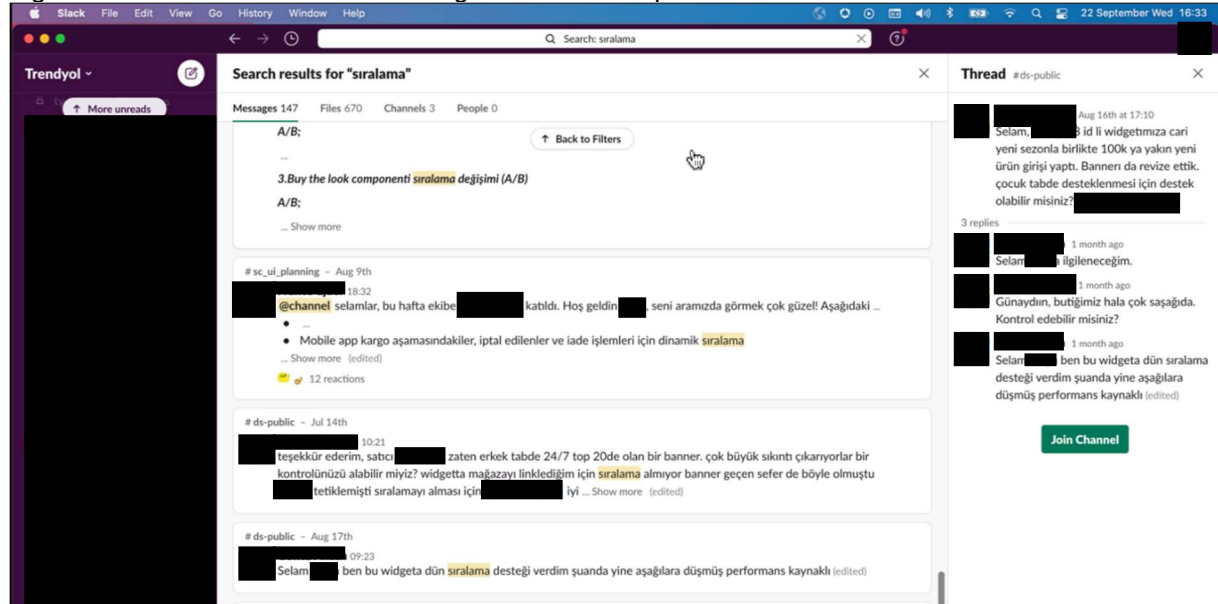 Slack File Edit View Go History Window Help 22 September Wed 16:33
Search: sıralama
Trendyol
More unreads
Search results for “sıralama”
Messages 147 Files 670 Channels 3 People 0
Back to Filters
A/B;
...
3.Buy the look componenti sıralama değişimi (A/B)
A/B;
... Show more
# sc_ui_planning – Aug 9th
18:32
@channel selamlar, bu hafta ekibe katıldı. Hoş geldin , seni aramızda görmek çok güzel! Aşağıdaki ...
• ...
• Mobile app kargo aşamasındakiler, iptal edilenler ve iade işlemleri için dinamik sıralama
... Show more (edited)
12 reactions
# ds-public – Jul 14th
10:21
teşekkür ederim, satıcı zaten erkek tabde 24/7 top 20de olan bir banner. çok büyük sıkıntı çıkarıyorlar bir
kontrolünüzü alabilir miyiz? widgetta mağazayı linklediğim için sıralama almıyor banner geçen sefer de böyle olmuştu
tetiklemişti sıralamayı alması için iyi ... Show more (edited)
# ds-public – Aug 17th
09:23
Selam ben bu widgeta dün sıralama desteği verdim şuanda yine aşağılara düşmüş performans kaynaklı (edited)
Thread #ds-public
Aug 16th at 17:10
Selam, id li widgetımıza cari
yeni sezonla birlikte 100k ya yakın yeni
ürün girişi yaptı. Bannerı da revize ettik.
çocuk tabde desteklenmesi için destek
olabilir misiniz?
3 replies
1 month ago
Selam ilgileneceğim.
1 month ago
Günaydıın, butiğimiz hala çok saşağıda.
Kontrol edebilir misiniz?
1 month ago
Selam ben bu widgeta dün sıralama
desteği verdim şuanda yine aşağılara
düşmüş performans kaynaklı (edited)
Join Channel